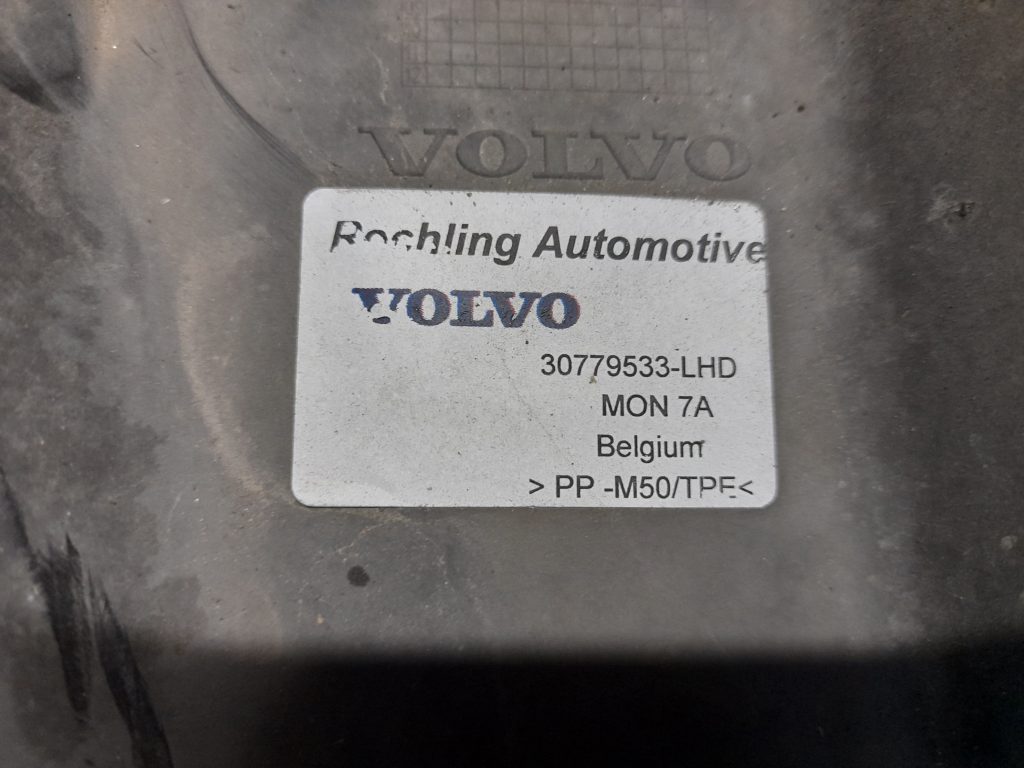 VOLVO
Rochling Automotive
VOLVO
30779533-LHD
MON 7A
Belgium
> PP -M50/TPE<